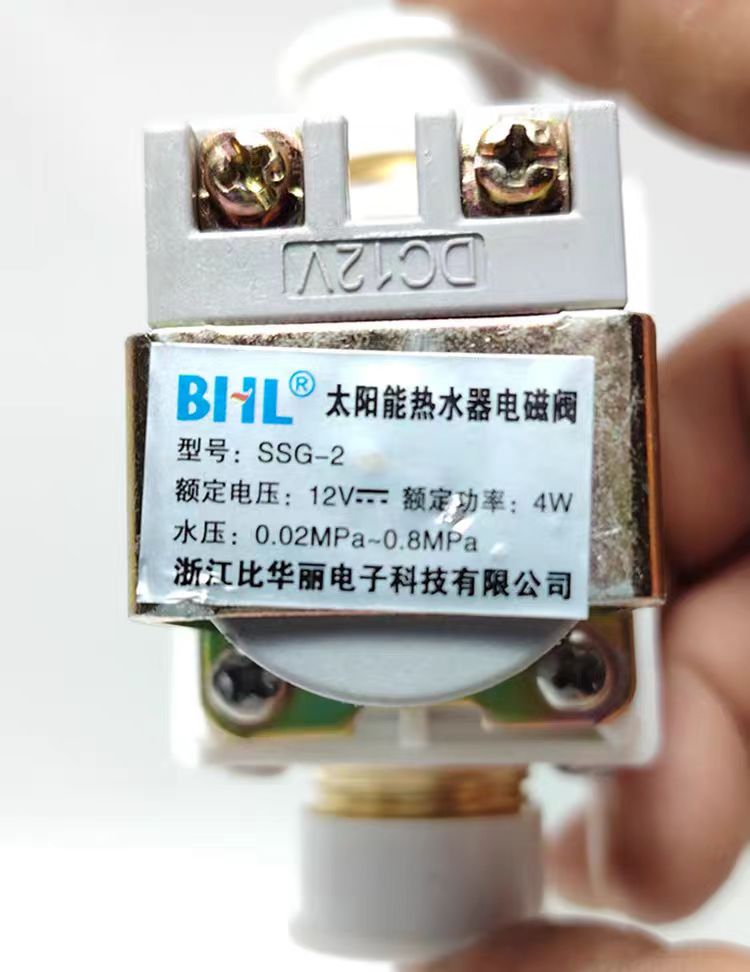 DC12V
BHL® 太阳能热水器电磁阀
型号：SSG-2
额定电压：12V⎓ 额定功率：4W
水压：0.02MPa~0.8MPa
浙江比华丽电子科技有限公司